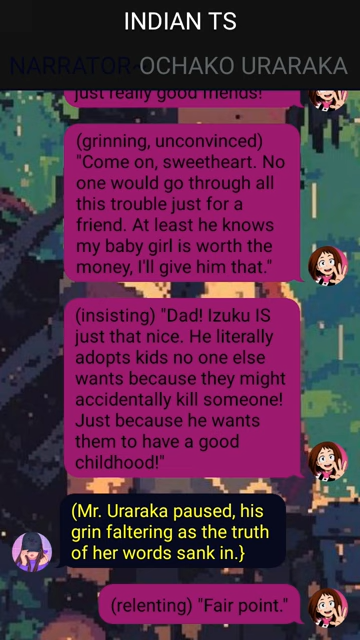 INDIAN TS
NARRATOR-OCHAKO URARAKA
just really good friends!"
(grinning, unconvinced)
"Come on, sweetheart. No
one would go through all
this trouble just for a
friend. At least he knows
my baby girl is worth the
money, I'll give him that."
(insisting) "Dad! Izuku IS
just that nice. He literally
adopts kids no one else
wants because they might
accidentally kill someone!
Just because he wants
them to have a good
childhood!"
(Mr. Uraraka paused, his
grin faltering as the truth
of her words sank in.}
(relenting) "Fair point."